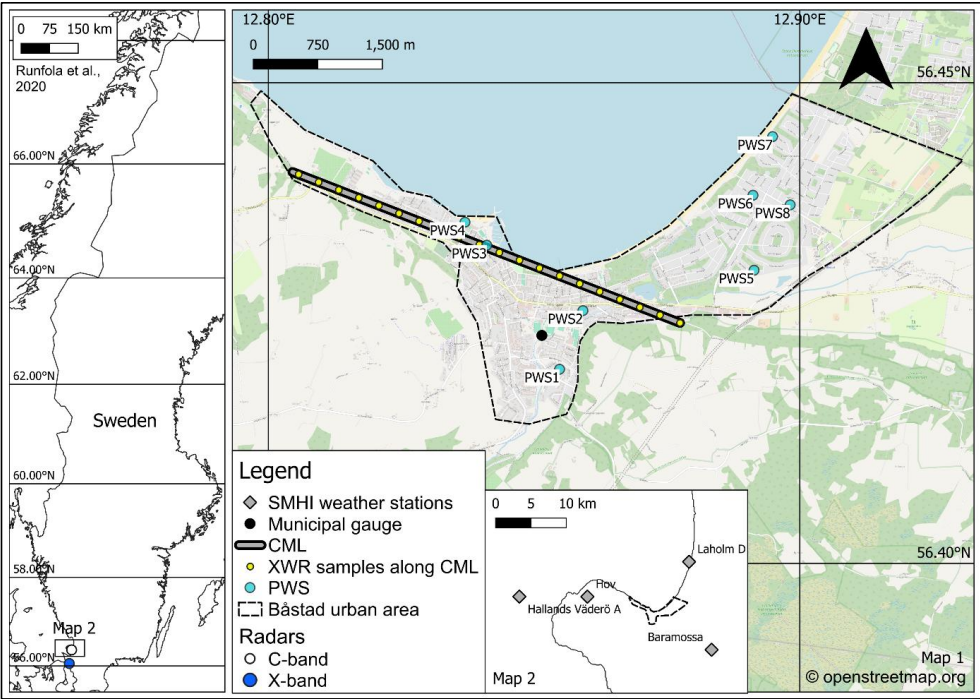 0 75 150 km
Runfola et al.,
2020
66.00°N
64.00°N
62.00°N
Sweden
60.00°N
58.00°N
Map 2
56.00°N
12.80°E
12.90°E
0 750 1,500 m
56.45°N
PWS7
PWS6
PWS8
PWS4
PWS3
PWS5
PWS2
PWS1
56.40°N
Legend
SMHI weather stations
Municipal gauge
CML
XWR samples along CML
PWS
Båstad urban area
Radars
C-band
X-band
0 5 10 km
Laholm D
Hov
Hallands Väderö A
Baramossa
Map 2
Map 1
© openstreetmap.org